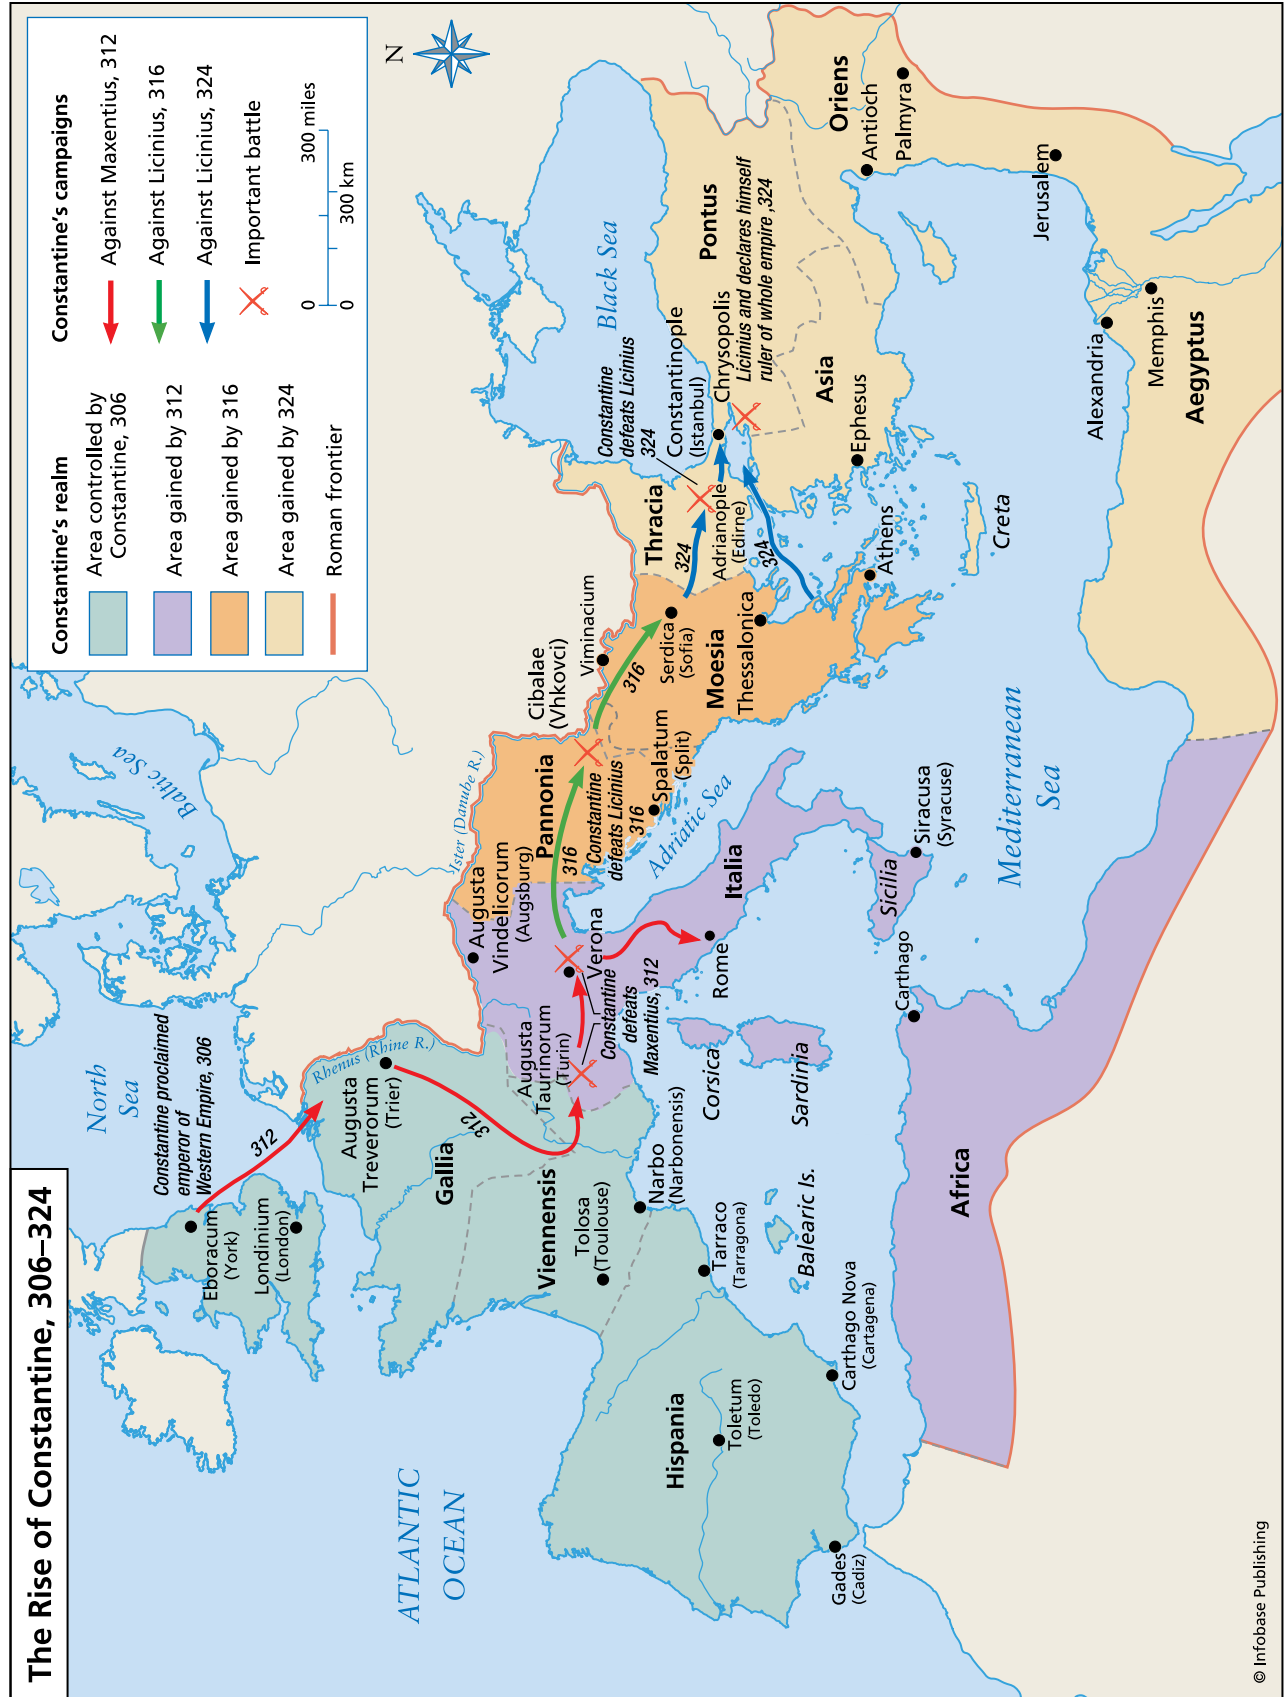 The Rise of Constantine, 306–324
Constantine's realm
Area controlled by
Constantine, 306
Area gained by 312
Area gained by 316
Area gained by 324
Roman frontier
Constantine's campaigns
Against Maxentius, 312
Against Licinius, 316
Against Licinius, 324
Important battle
0
300 miles
0
300 km
N
North
Sea
Baltic Sea
ATLANTIC
OCEAN
Constantine proclaimed
emperor of
Western Empire, 306
Eboracum
(York)
Londinium
(London)
312
Rhenus (Rhine R.)
Augusta
Treverorum
(Trier)
312
Gallia
Viennensis
Tolosa
(Toulouse)
Narbo
(Narbonensis)
Tarraco
(Tarragona)
Hispania
Toletum
(Toledo)
Carthago Nova
(Cartagena)
Gades
(Cadiz)
Balearic Is.
Augusta
Vindelicorum
(Augsburg)
Augusta
Taurinorum
(Turin)
Verona
Constantine
defeats
Maxentius, 312
Rome
Italia
Corsica
Sardinia
Sicilia
Siracusa
(Syracuse)
Carthago
Africa
Ister (Danube R.)
Pannonia
316
Constantine
defeats Licinius
316
Cibalae
(Vhkovci)
Viminacium
316
Spalatum
(Split)
Adriatic Sea
Serdica
(Sofia)
Moesia
Thessalonica
Athens
Creta
Thracia
324
Adrianople
(Edirne)
324
Constantine
defeats Licinius
324
Constantinople
(Istanbul)
Chrysopolis
Licinius and declares himself
ruler of whole empire ,324
Black Sea
Pontus
Asia
Ephesus
Oriens
Antioch
Palmyra
Jerusalem
Alexandria
Memphis
Aegyptus
Mediterranean
Sea
© Infobase Publishing